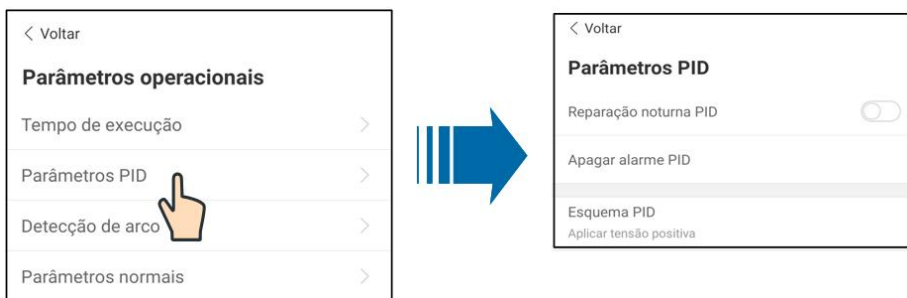 Voltar
Parâmetros operacionais
Tempo de execução
Parâmetros PID
Detecção de arco
Parâmetros normais
Voltar
Parâmetros PID
Reparação noturna PID
Apagar alarme PID
Esquema PID
Aplicar tensão positiva